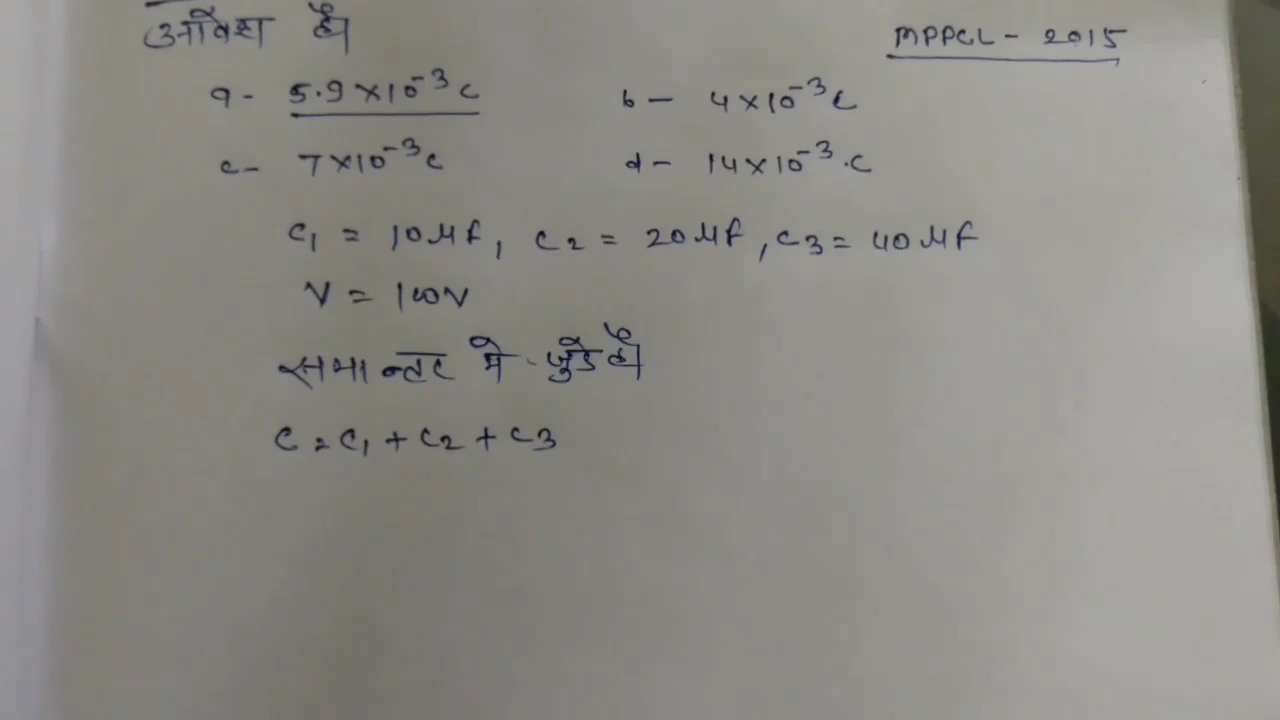 आवेश है।
MPPCL - 2015
a - 5.9 × 10⁻³ C
b - 4 × 10⁻³ C
c - 7 × 10⁻³ C
d - 14 × 10⁻³ .C
C₁ = 10 μf, C₂ = 20 μf, C₃ = 40 μf
V = 100V
समान्तर मे जुड़े है।
C = C₁ + C₂ + C₃